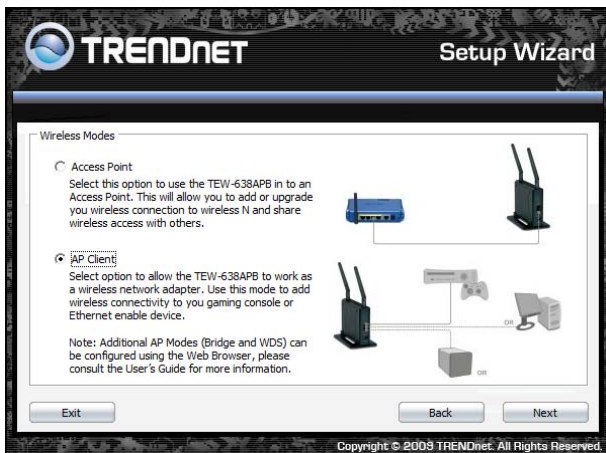 TRENDNET
Setup Wizard
Wireless Modes
Access Point
Select this option to use the TEW-638APB in to an
Access Point. This will allow you to add or upgrade
you wireless connection to wireless N and share
wireless access with others.
AP Client
Select option to allow the TEW-638APB to work as
a wireless network adapter. Use this mode to add
wireless connectivity to you gaming console or
Ethernet enable device.
OR
Note: Additional AP Modes (Bridge and WDS) can
be configured using the Web Browser, please
consult the User's Guide for more information.
OR
Exit
Back
Next
Copyright © 2009 TRENDnet. All Rights Reserved.